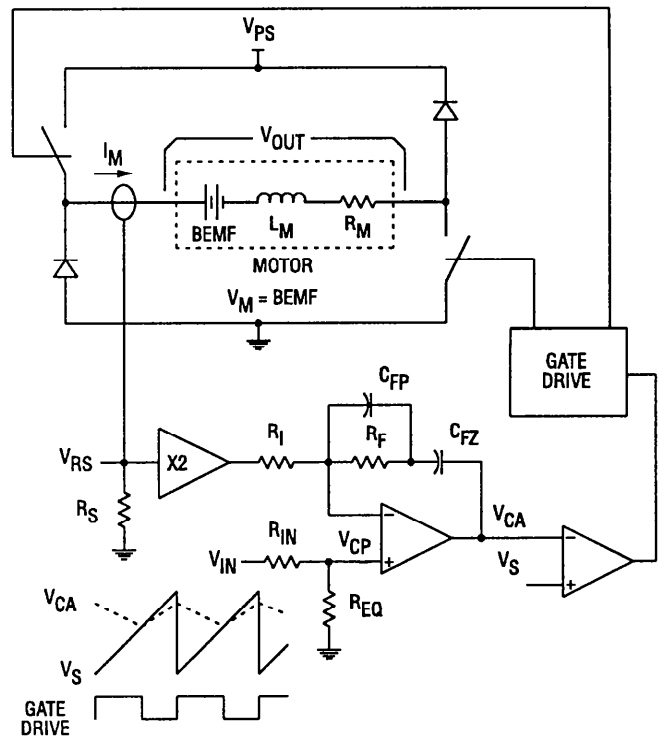 V_PS
V_OUT
I_M
BEMF
L_M
R_M
MOTOR
V_M = BEMF
GATE
DRIVE
C_FP
R_I
R_F
C_FZ
V_RS
X2
R_S
V_CA
R_IN
V_CP
V_IN
V_S
R_EQ
-
+
-
+
V_CA
V_S
GATE
DRIVE